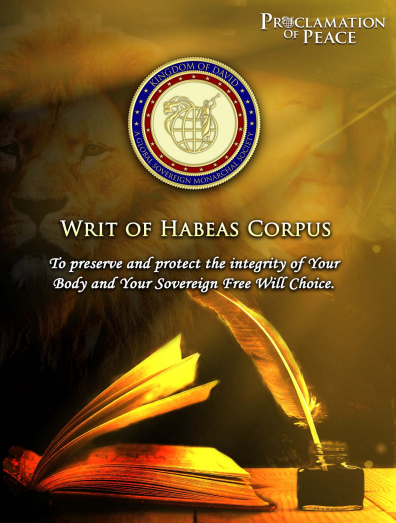 PROCLAMATION
OF PEACE
KINGDOM OF DAVID
A GLOBAL SOVEREIGN MONARCHAL SOCIETY
WRIT OF HABEAS CORPUS
To preserve and protect the integrity of Your
Body and Your Sovereign Free Will Choice.